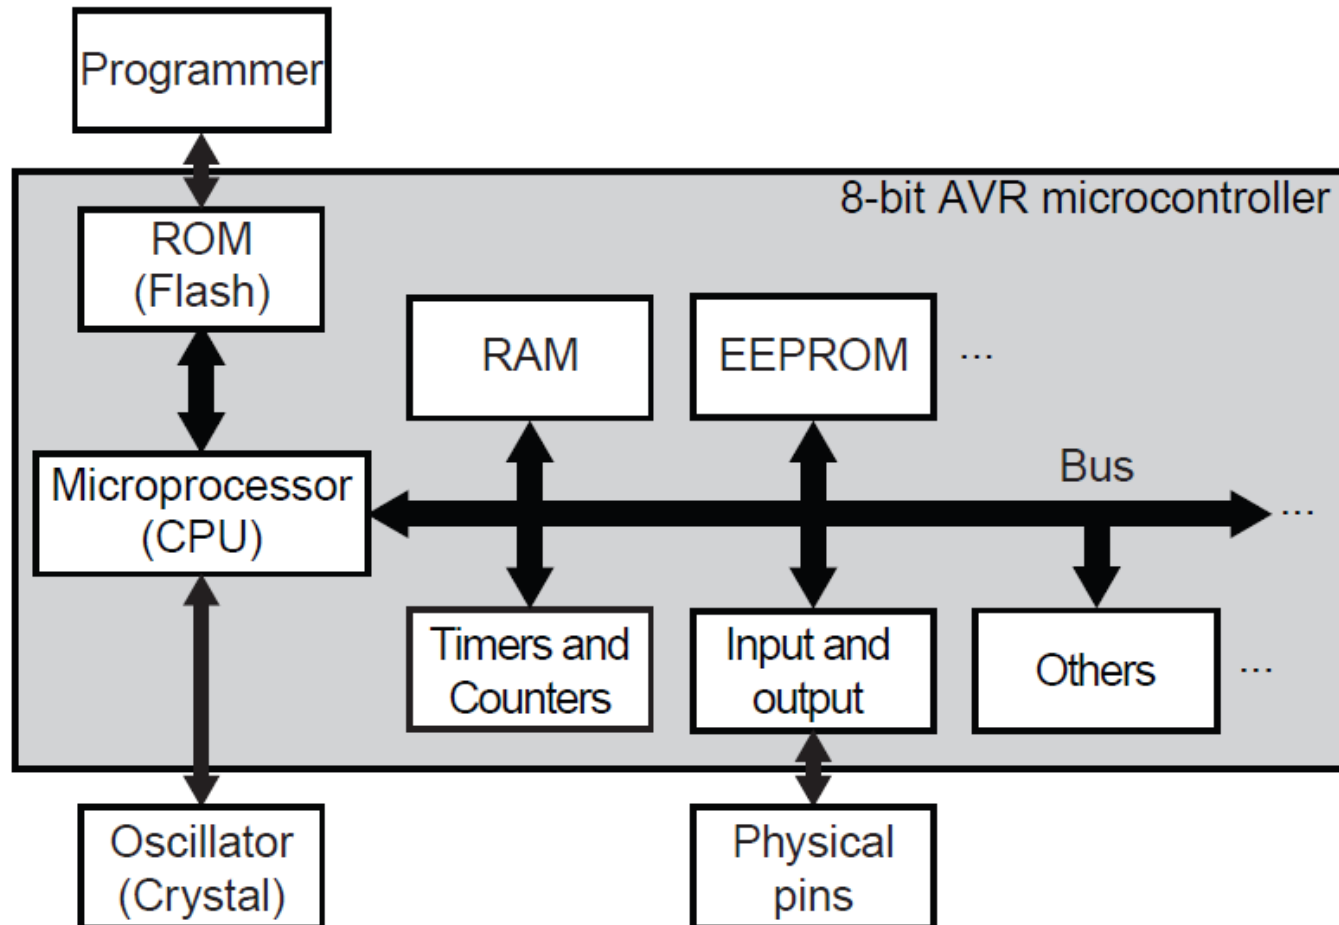 Programmer
8-bit AVR microcontroller
ROM
(Flash)
RAM
EEPROM
...
Microprocessor
(CPU)
Bus
...
Timers and
Counters
Input and
output
Others
...
Oscillator
(Crystal)
Physical
pins